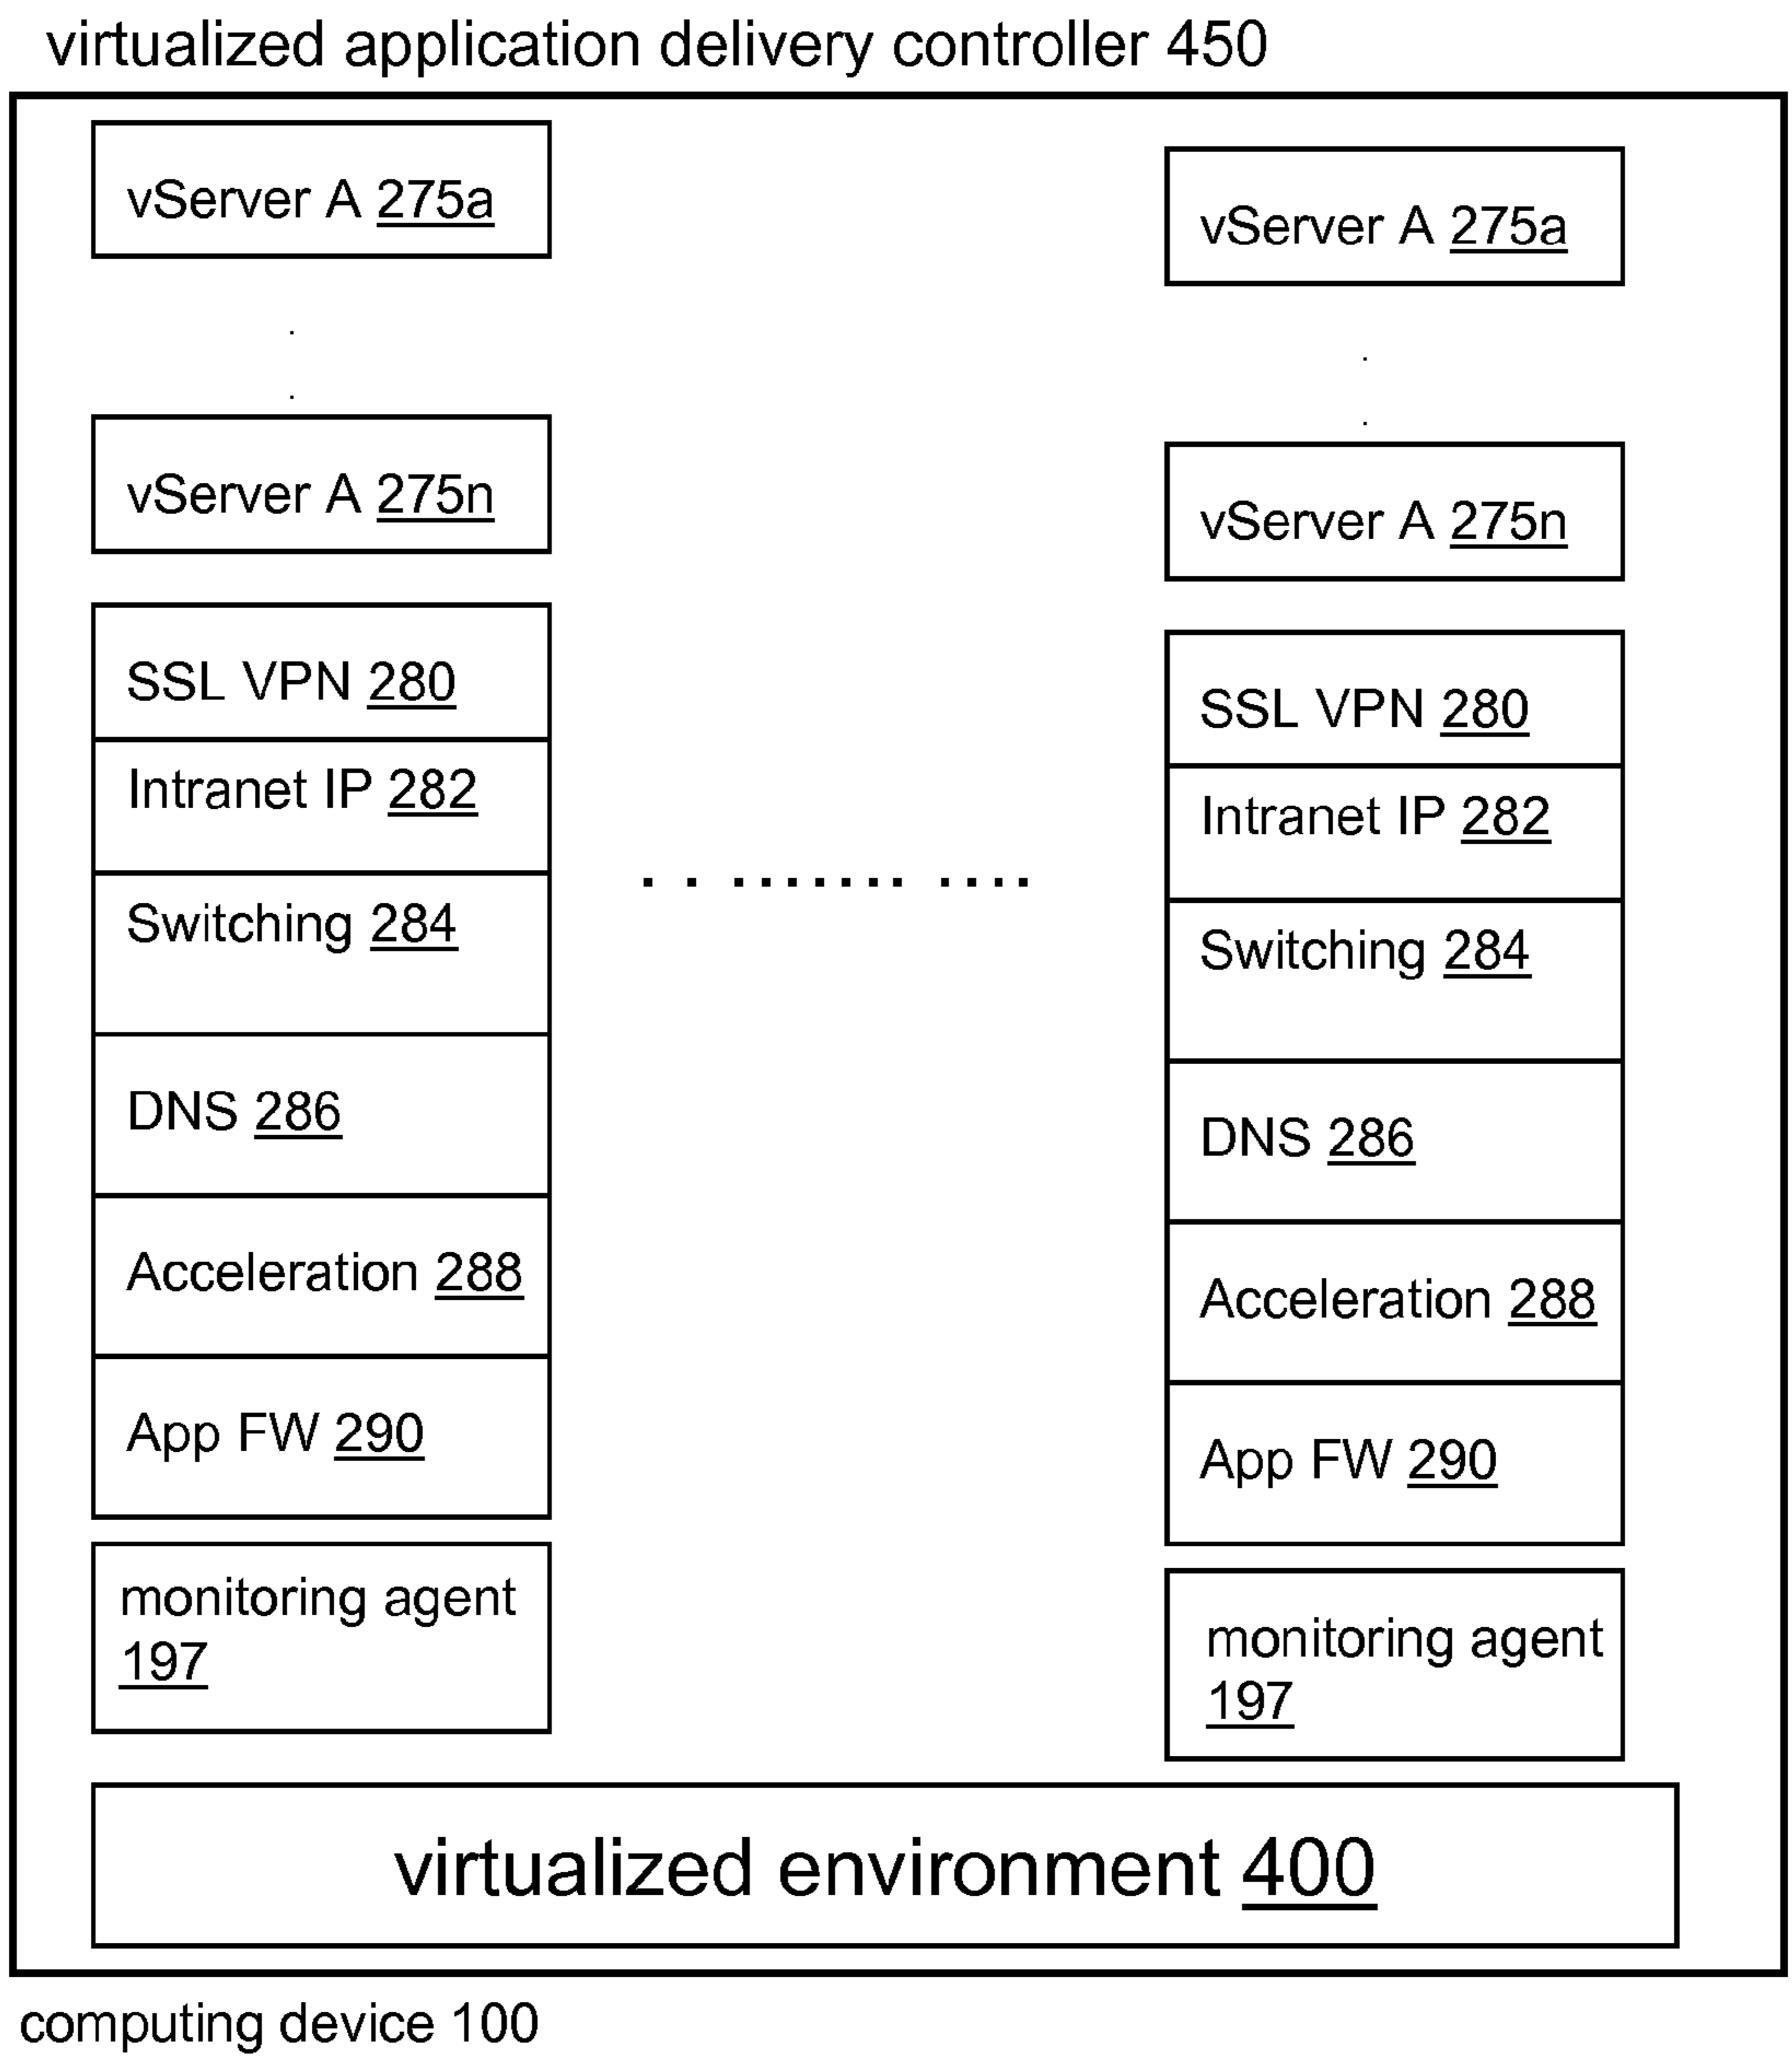 virtualized application delivery controller 450
vServer A 275a
vServer A 275n
SSL VPN 280
Intranet IP 282
Switching 284
DNS 286
Acceleration 288
App FW 290
monitoring agent
197
vServer A 275a
vServer A 275n
SSL VPN 280
Intranet IP 282
Switching 284
DNS 286
Acceleration 288
App FW 290
monitoring agent
197
virtualized environment 400
computing device 100